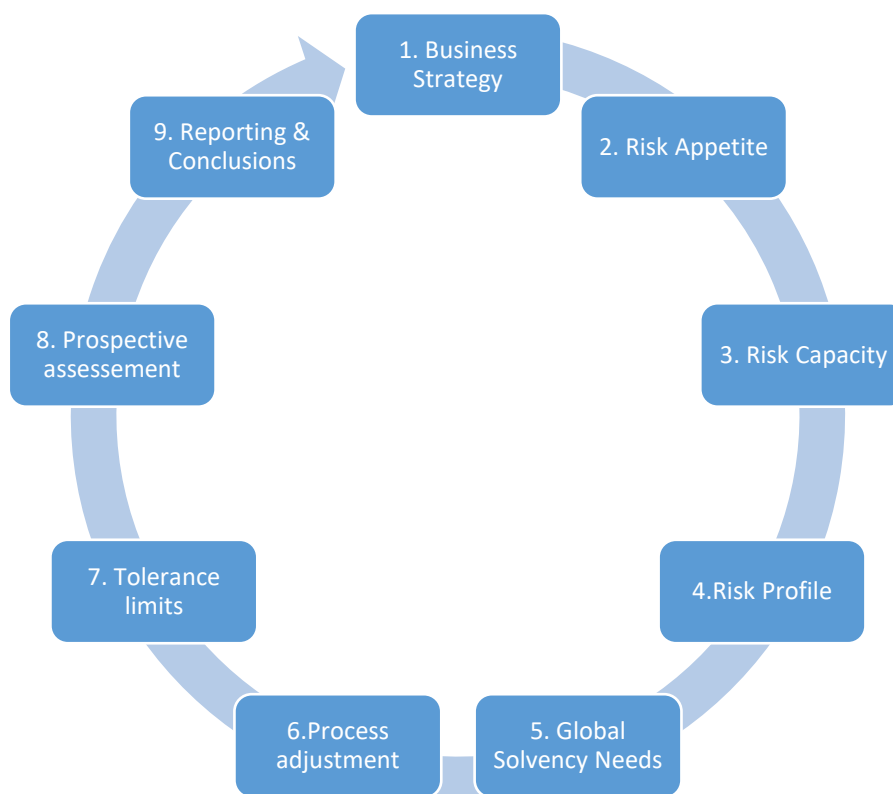 1. Business
Strategy
2. Risk Appetite
3. Risk Capacity
4.Risk Profile
5. Global
Solvency Needs
6.Process
adjustment
7. Tolerance
limits
8. Prospective
assessement
9. Reporting &
Conclusions